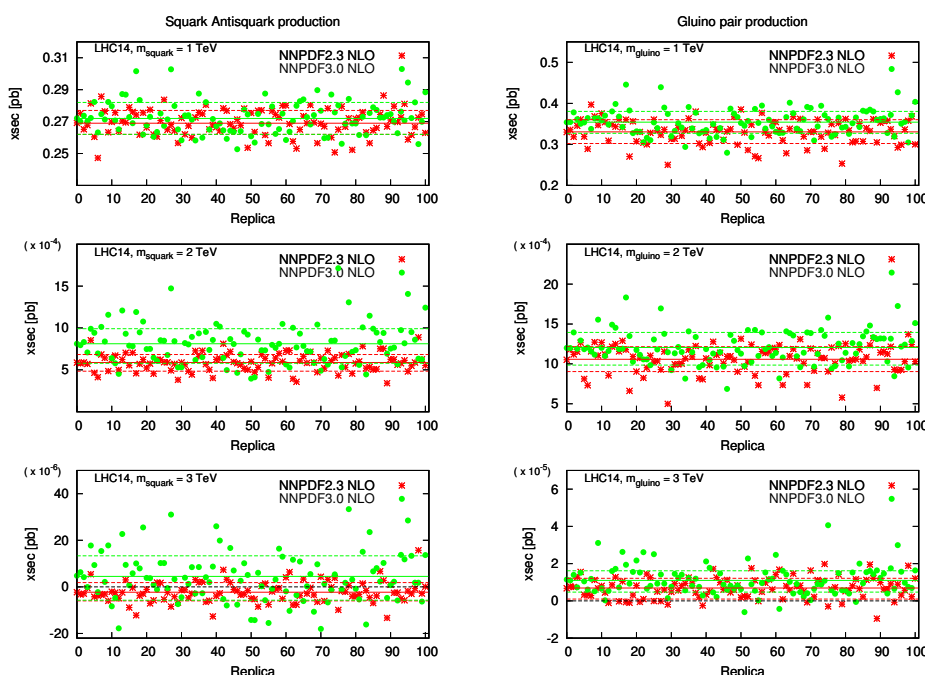 Squark Antisquark production
LHC14, m_squark = 1 TeV
NNPDF2.3 NLO
NNPDF3.0 NLO
xsec [pb]
0.31
0.29
0.27
0.25
0 10 20 30 40 50 60 70 80 90 100
Replica
Gluino pair production
LHC14, m_gluino = 1 TeV
NNPDF2.3 NLO
NNPDF3.0 NLO
xsec [pb]
0.5
0.4
0.3
0.2
0 10 20 30 40 50 60 70 80 90 100
Replica
(x 10^-4)
LHC14, m_squark = 2 TeV
NNPDF2.3 NLO
NNPDF3.0 NLO
xsec [pb]
15
10
5
0 10 20 30 40 50 60 70 80 90 100
Replica
(x 10^-4)
LHC14, m_gluino = 2 TeV
NNPDF2.3 NLO
NNPDF3.0 NLO
xsec [pb]
20
15
10
5
0 10 20 30 40 50 60 70 80 90 100
Replica
(x 10^-6)
LHC14, m_squark = 3 TeV
NNPDF2.3 NLO
NNPDF3.0 NLO
xsec [pb]
40
20
0
-20
0 10 20 30 40 50 60 70 80 90 100
Replica
(x 10^-5)
LHC14, m_gluino = 3 TeV
NNPDF2.3 NLO
NNPDF3.0 NLO
xsec [pb]
6
4
2
0
-2
0 10 20 30 40 50 60 70 80 90 100
Replica